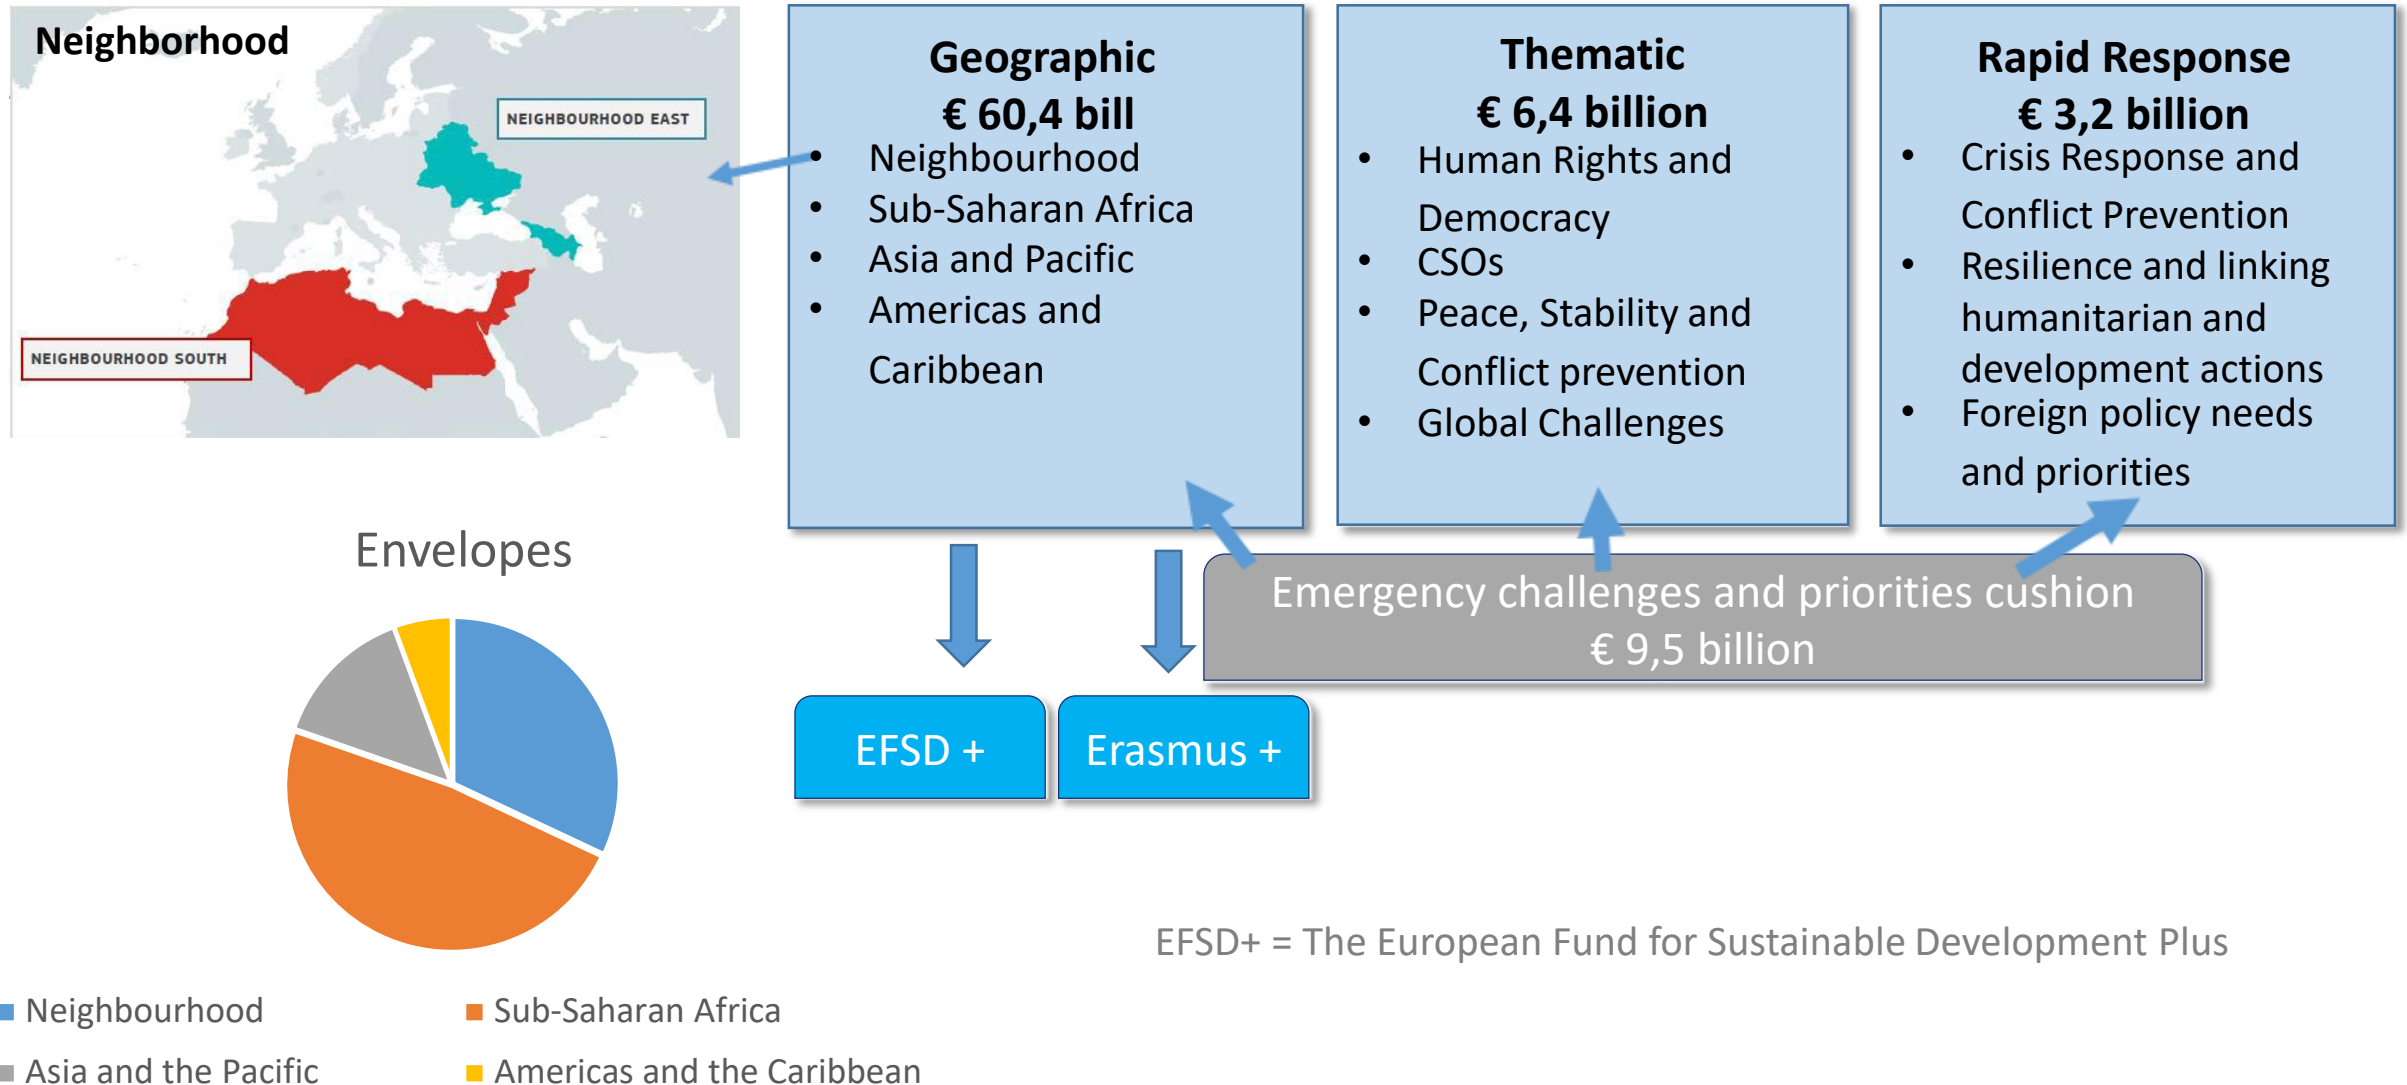 Neighborhood
NEIGHBOURHOOD EAST
NEIGHBOURHOOD SOUTH
Geographic
€ 60,4 bill
• Neighbourhood
• Sub-Saharan Africa
• Asia and Pacific
• Americas and
Caribbean
Thematic
€ 6,4 billion
• Human Rights and
Democracy
• CSOs
• Peace, Stability and
Conflict prevention
• Global Challenges
Rapid Response
€ 3,2 billion
• Crisis Response and
Conflict Prevention
• Resilience and linking
humanitarian and
development actions
• Foreign policy needs
and priorities
Emergency challenges and priorities cushion
€ 9,5 billion
EFSD +
Erasmus +
Envelopes
Neighbourhood
Sub-Saharan Africa
Asia and the Pacific
Americas and the Caribbean
EFSD+ = The European Fund for Sustainable Development Plus